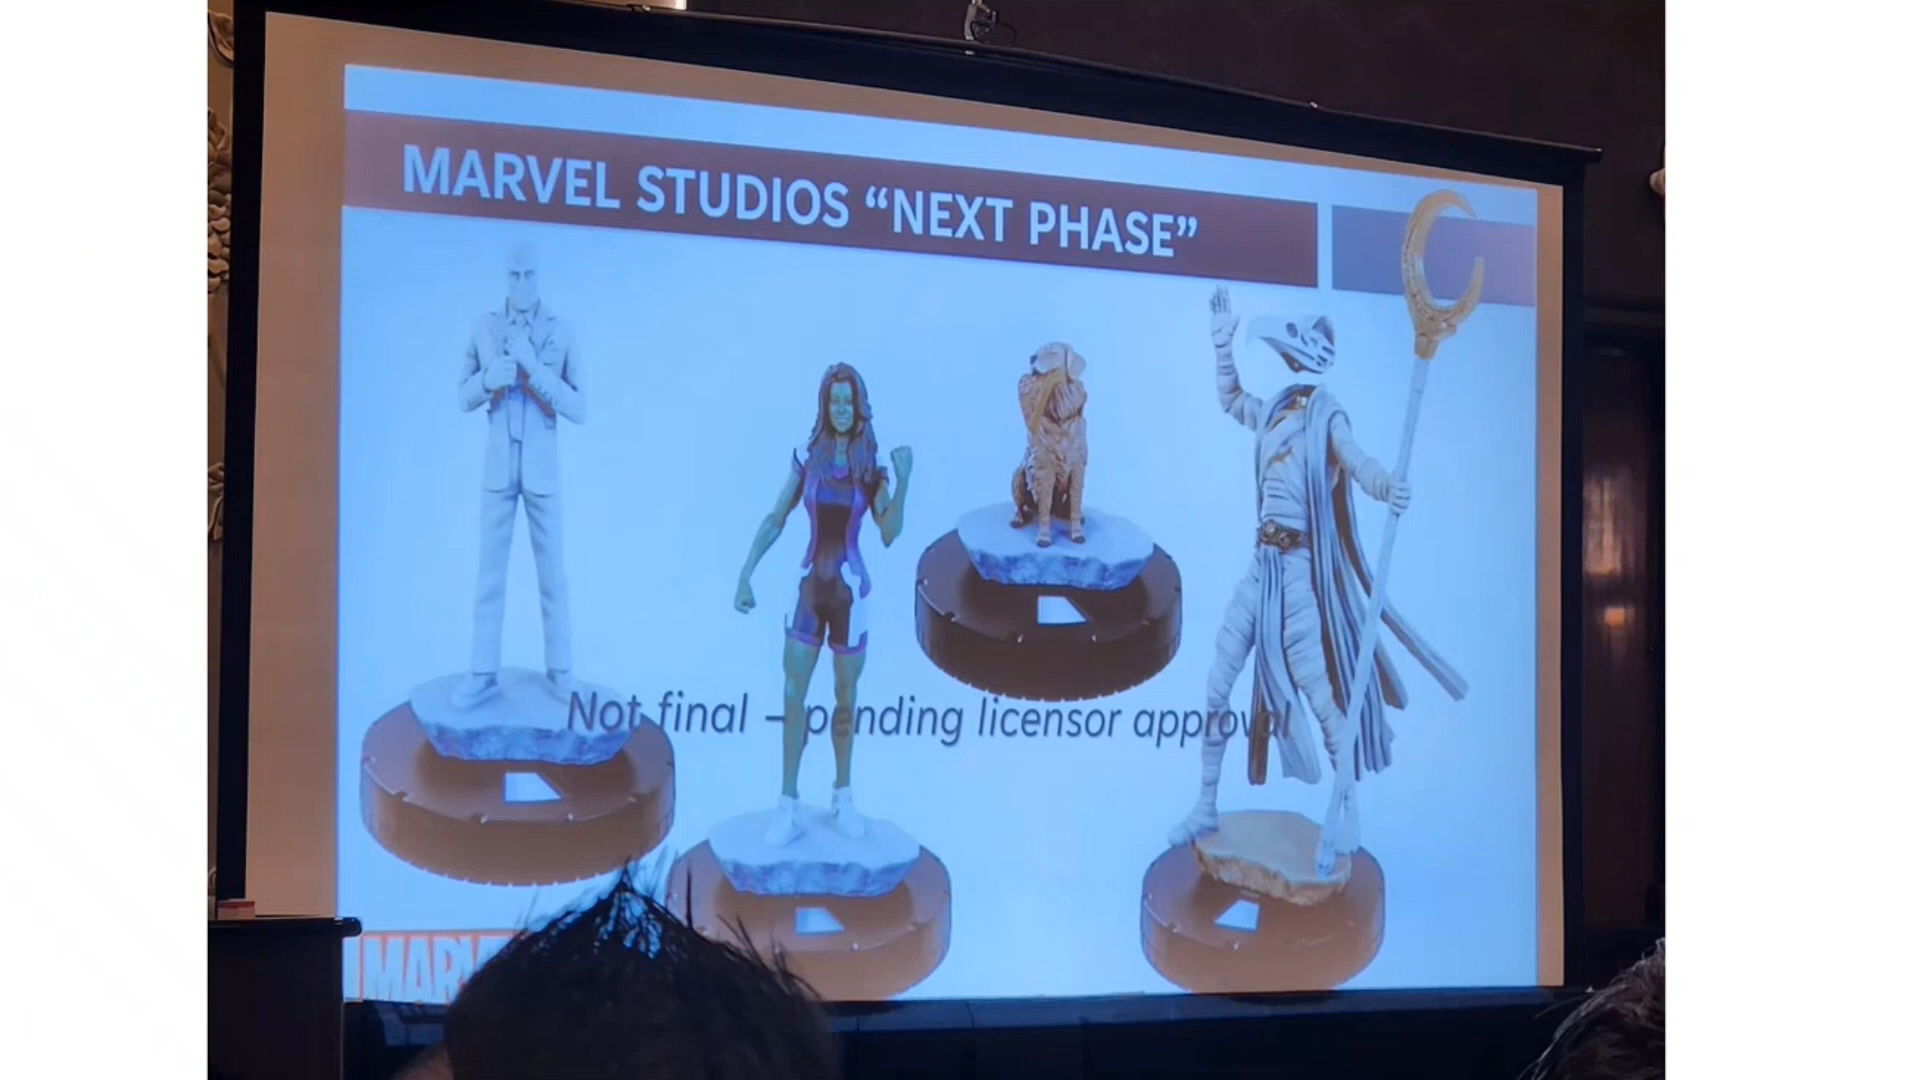 MARVEL STUDIOS “NEXT PHASE”
Not final – pending licensor approval